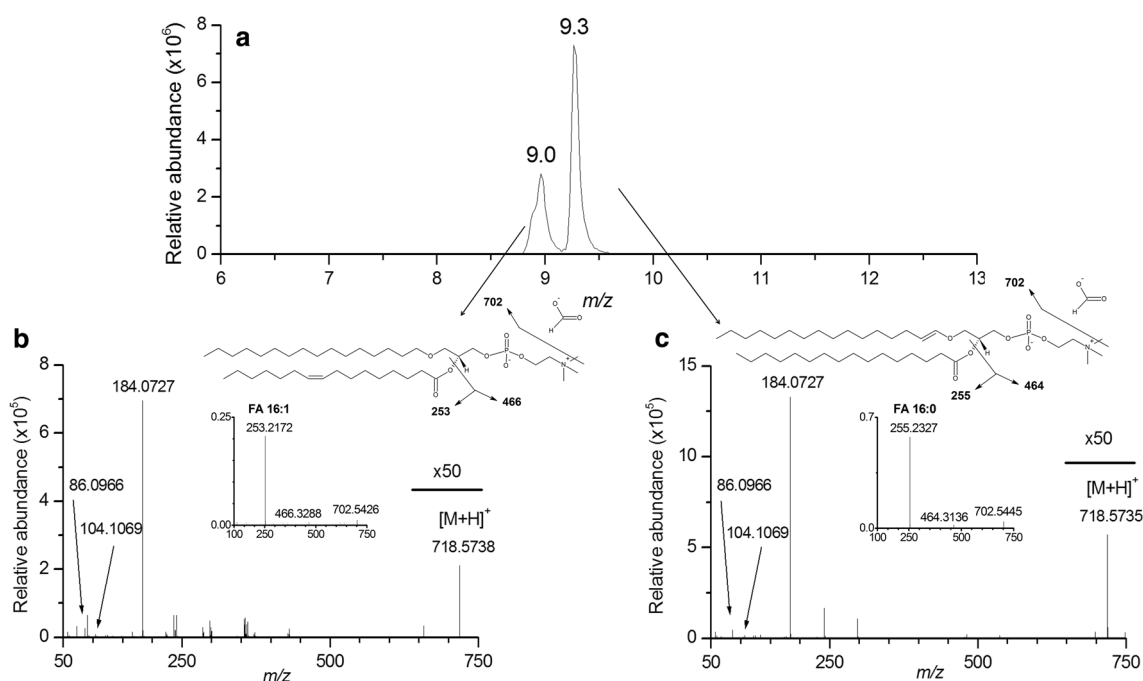 a
Relative abundance (x10⁶)
8
6
4
2
0
9.0
9.3
6 7 8 9 10 11 12 13
m/z
b
702
O⁻
H O
O
O P O N⁺
O⁻
O
H
O
253 466
Relative abundance (x10⁵)
8
6
4
2
0
184.0727
86.0966
104.1069
FA 16:1
0.25
0.00
253.2172
466.3288
702.5426
100 250 500 750
x50
[M+H]⁺
718.5738
50 250 500 750
m/z
c
702
O⁻
H O
O
O P O N⁺
O⁻
O
H
O
255 464
Relative abundance (x10⁵)
15
10
5
0
184.0727
86.0966
104.1069
FA 16:0
0.7
0.0
255.2327
464.3136
702.5445
100 250 500 750
x50
[M+H]⁺
718.5735
50 250 500 750
m/z